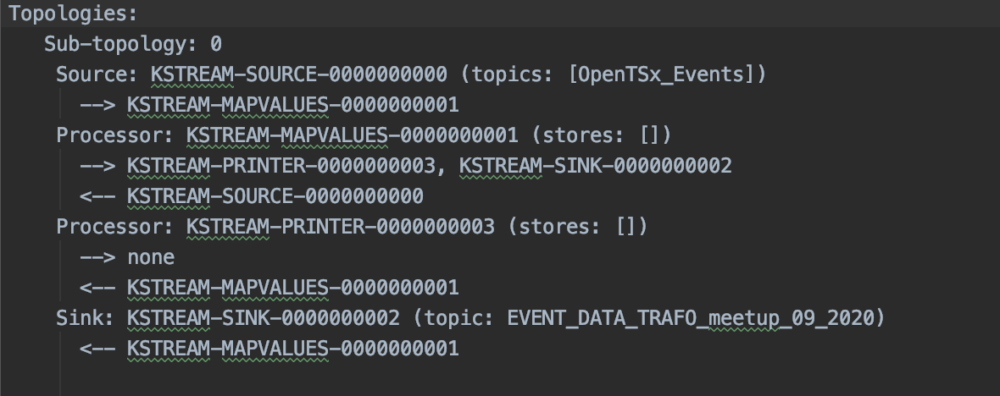 Topologies:
Sub-topology: 0
Source: KSTREAM-SOURCE-0000000000 (topics: [OpenTSx_Events])
--> KSTREAM-MAPVALUES-0000000001
Processor: KSTREAM-MAPVALUES-0000000001 (stores: [])
--> KSTREAM-PRINTER-0000000003, KSTREAM-SINK-0000000002
<-- KSTREAM-SOURCE-0000000000
Processor: KSTREAM-PRINTER-0000000003 (stores: [])
--> none
<-- KSTREAM-MAPVALUES-0000000001
Sink: KSTREAM-SINK-0000000002 (topic: EVENT_DATA_TRAFO_meetup_09_2020)
<-- KSTREAM-MAPVALUES-0000000001